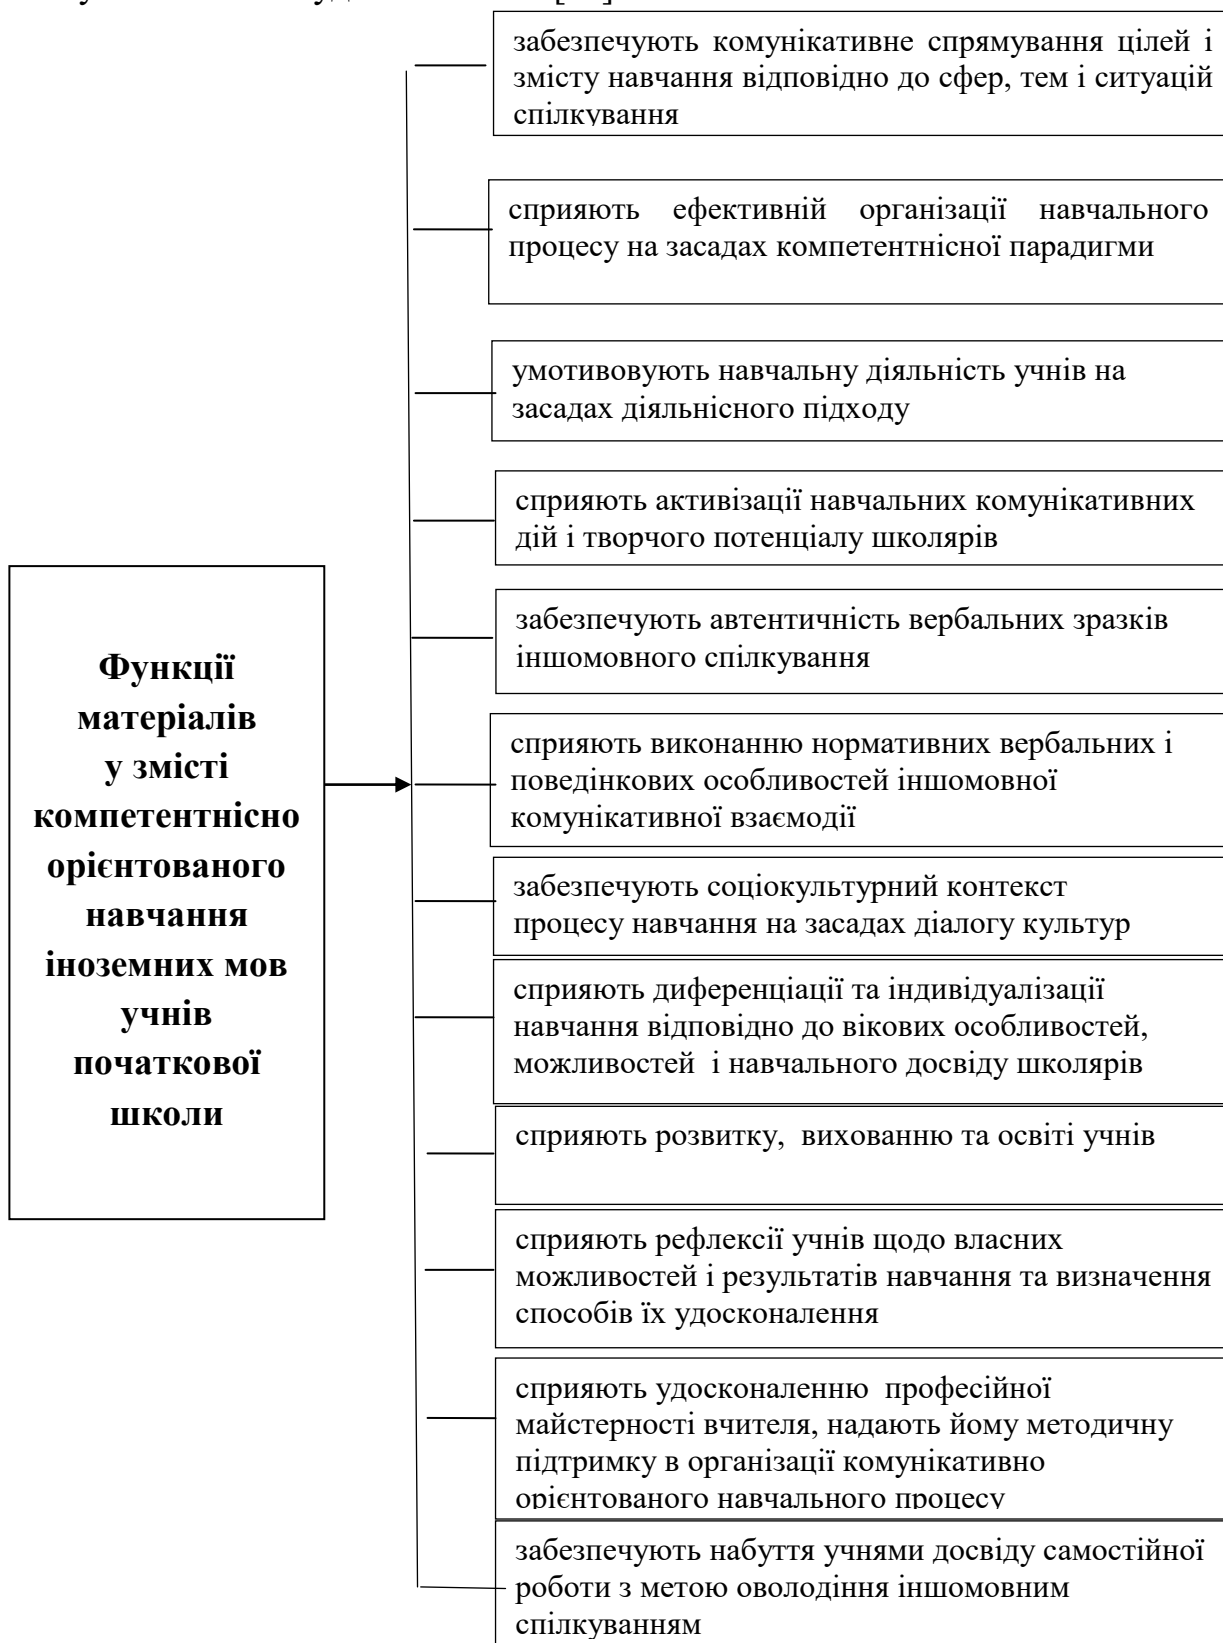 забезпечують комунікативне спрямування цілей і
змісту навчання відповідно до сфер, тем і ситуацій
спілкування
сприяють ефективній організації навчального
процесу на засадах компетентнісної парадигми
умотивовують навчальну діяльність учнів на
засадах діяльнісного підходу
сприяють активізації навчальних комунікативних
дій і творчого потенціалу школярів
забезпечують автентичність вербальних зразків
іншомовного спілкування
Функції
матеріалів
у змісті
компетентнісно
орієнтованого
навчання
іноземних мов
учнів
початкової
школи
сприяють виконанню нормативних вербальних і
поведінкових особливостей іншомовної
комунікативної взаємодії
забезпечують соціокультурний контекст
процесу навчання на засадах діалогу культур
сприяють диференціації та індивідуалізації
навчання відповідно до вікових особливостей,
можливостей і навчального досвіду школярів
сприяють розвитку, вихованню та освіті учнів
сприяють рефлексії учнів щодо власних
можливостей і результатів навчання та визначення
способів їх удосконалення
сприяють удосконаленню професійної
майстерності вчителя, надають йому методичну
підтримку в організації комунікативно
орієнтованого навчального процесу
забезпечують набуття учнями досвіду самостійної
роботи з метою оволодіння іншомовним
спілкуванням